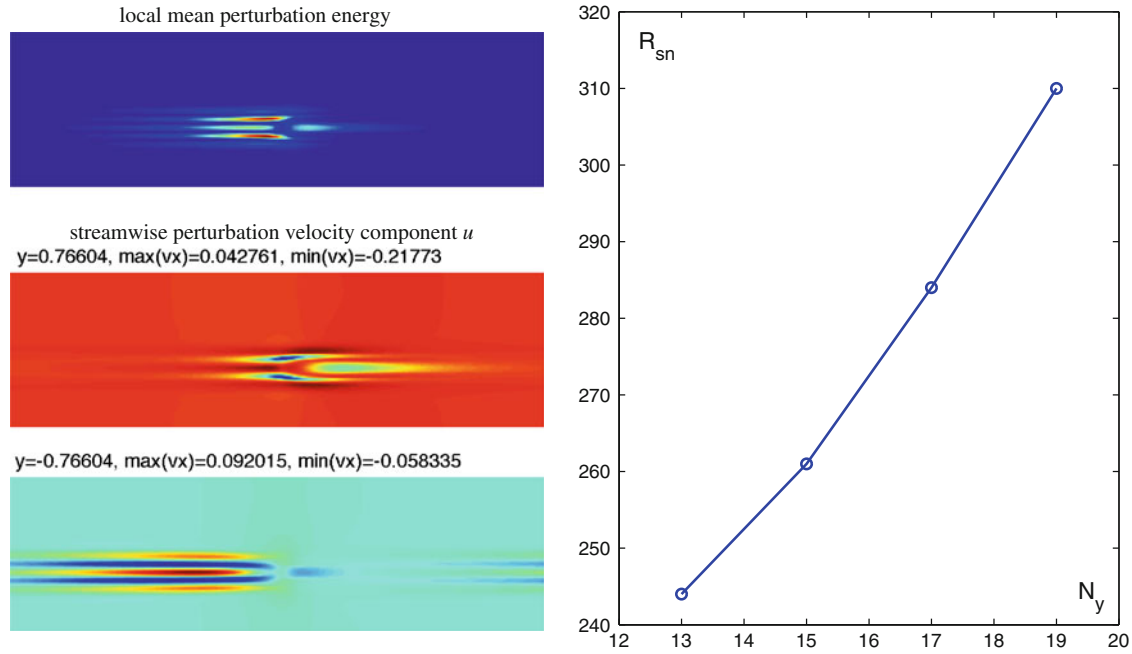 local mean perturbation energy
streamwise perturbation velocity component u
y=0.76604, max(vx)=0.042761, min(vx)=-0.21773
y=-0.76604, max(vx)=0.092015, min(vx)=-0.058335
320
310
300
290
280
270
260
250
240
R_sn
N_y
12 13 14 15 16 17 18 19 20